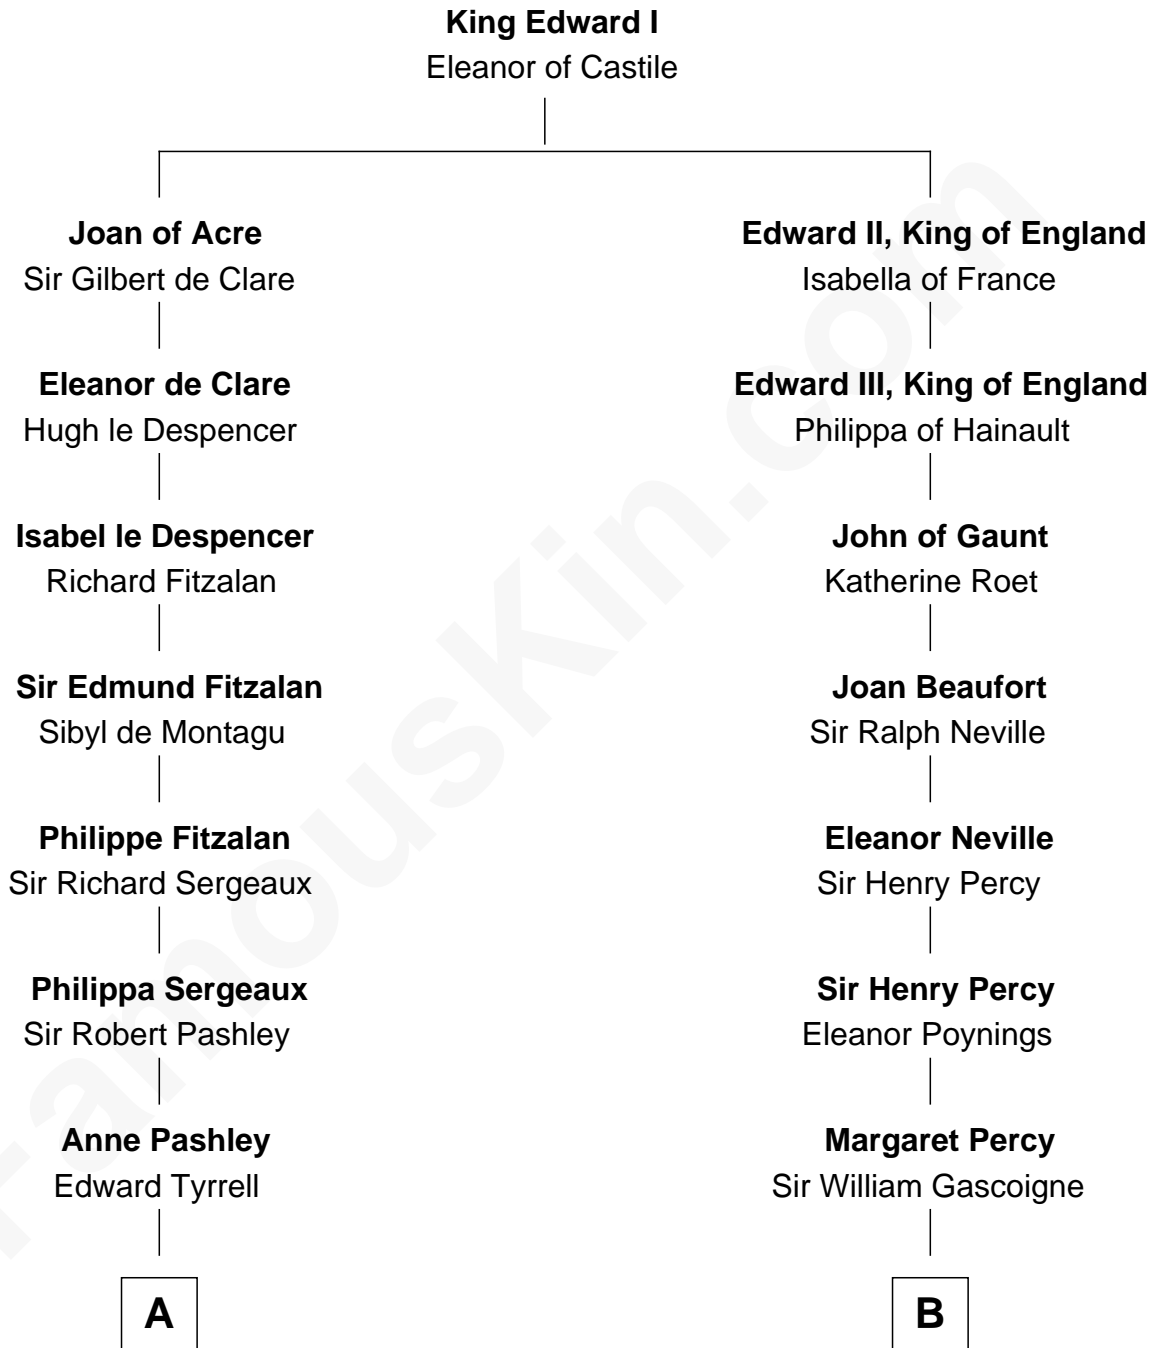 King Edward I
Eleanor of Castile
Joan of Acre
Sir Gilbert de Clare
Edward II, King of England
Isabella of France
Eleanor de Clare
Hugh le Despencer
Edward III, King of England
Philippa of Hainault
Isabel le Despencer
Richard Fitzalan
John of Gaunt
Katherine Roet
Sir Edmund Fitzalan
Sibyl de Montagu
Joan Beaufort
Sir Ralph Neville
Philippe Fitzalan
Sir Richard Sergeaux
Eleanor Neville
Sir Henry Percy
Philippa Sergeaux
Sir Robert Pashley
Sir Henry Percy
Eleanor Poynings
Anne Pashley
Edward Tyrrell
Margaret Percy
Sir William Gascoigne
A
B
FamousKin.com